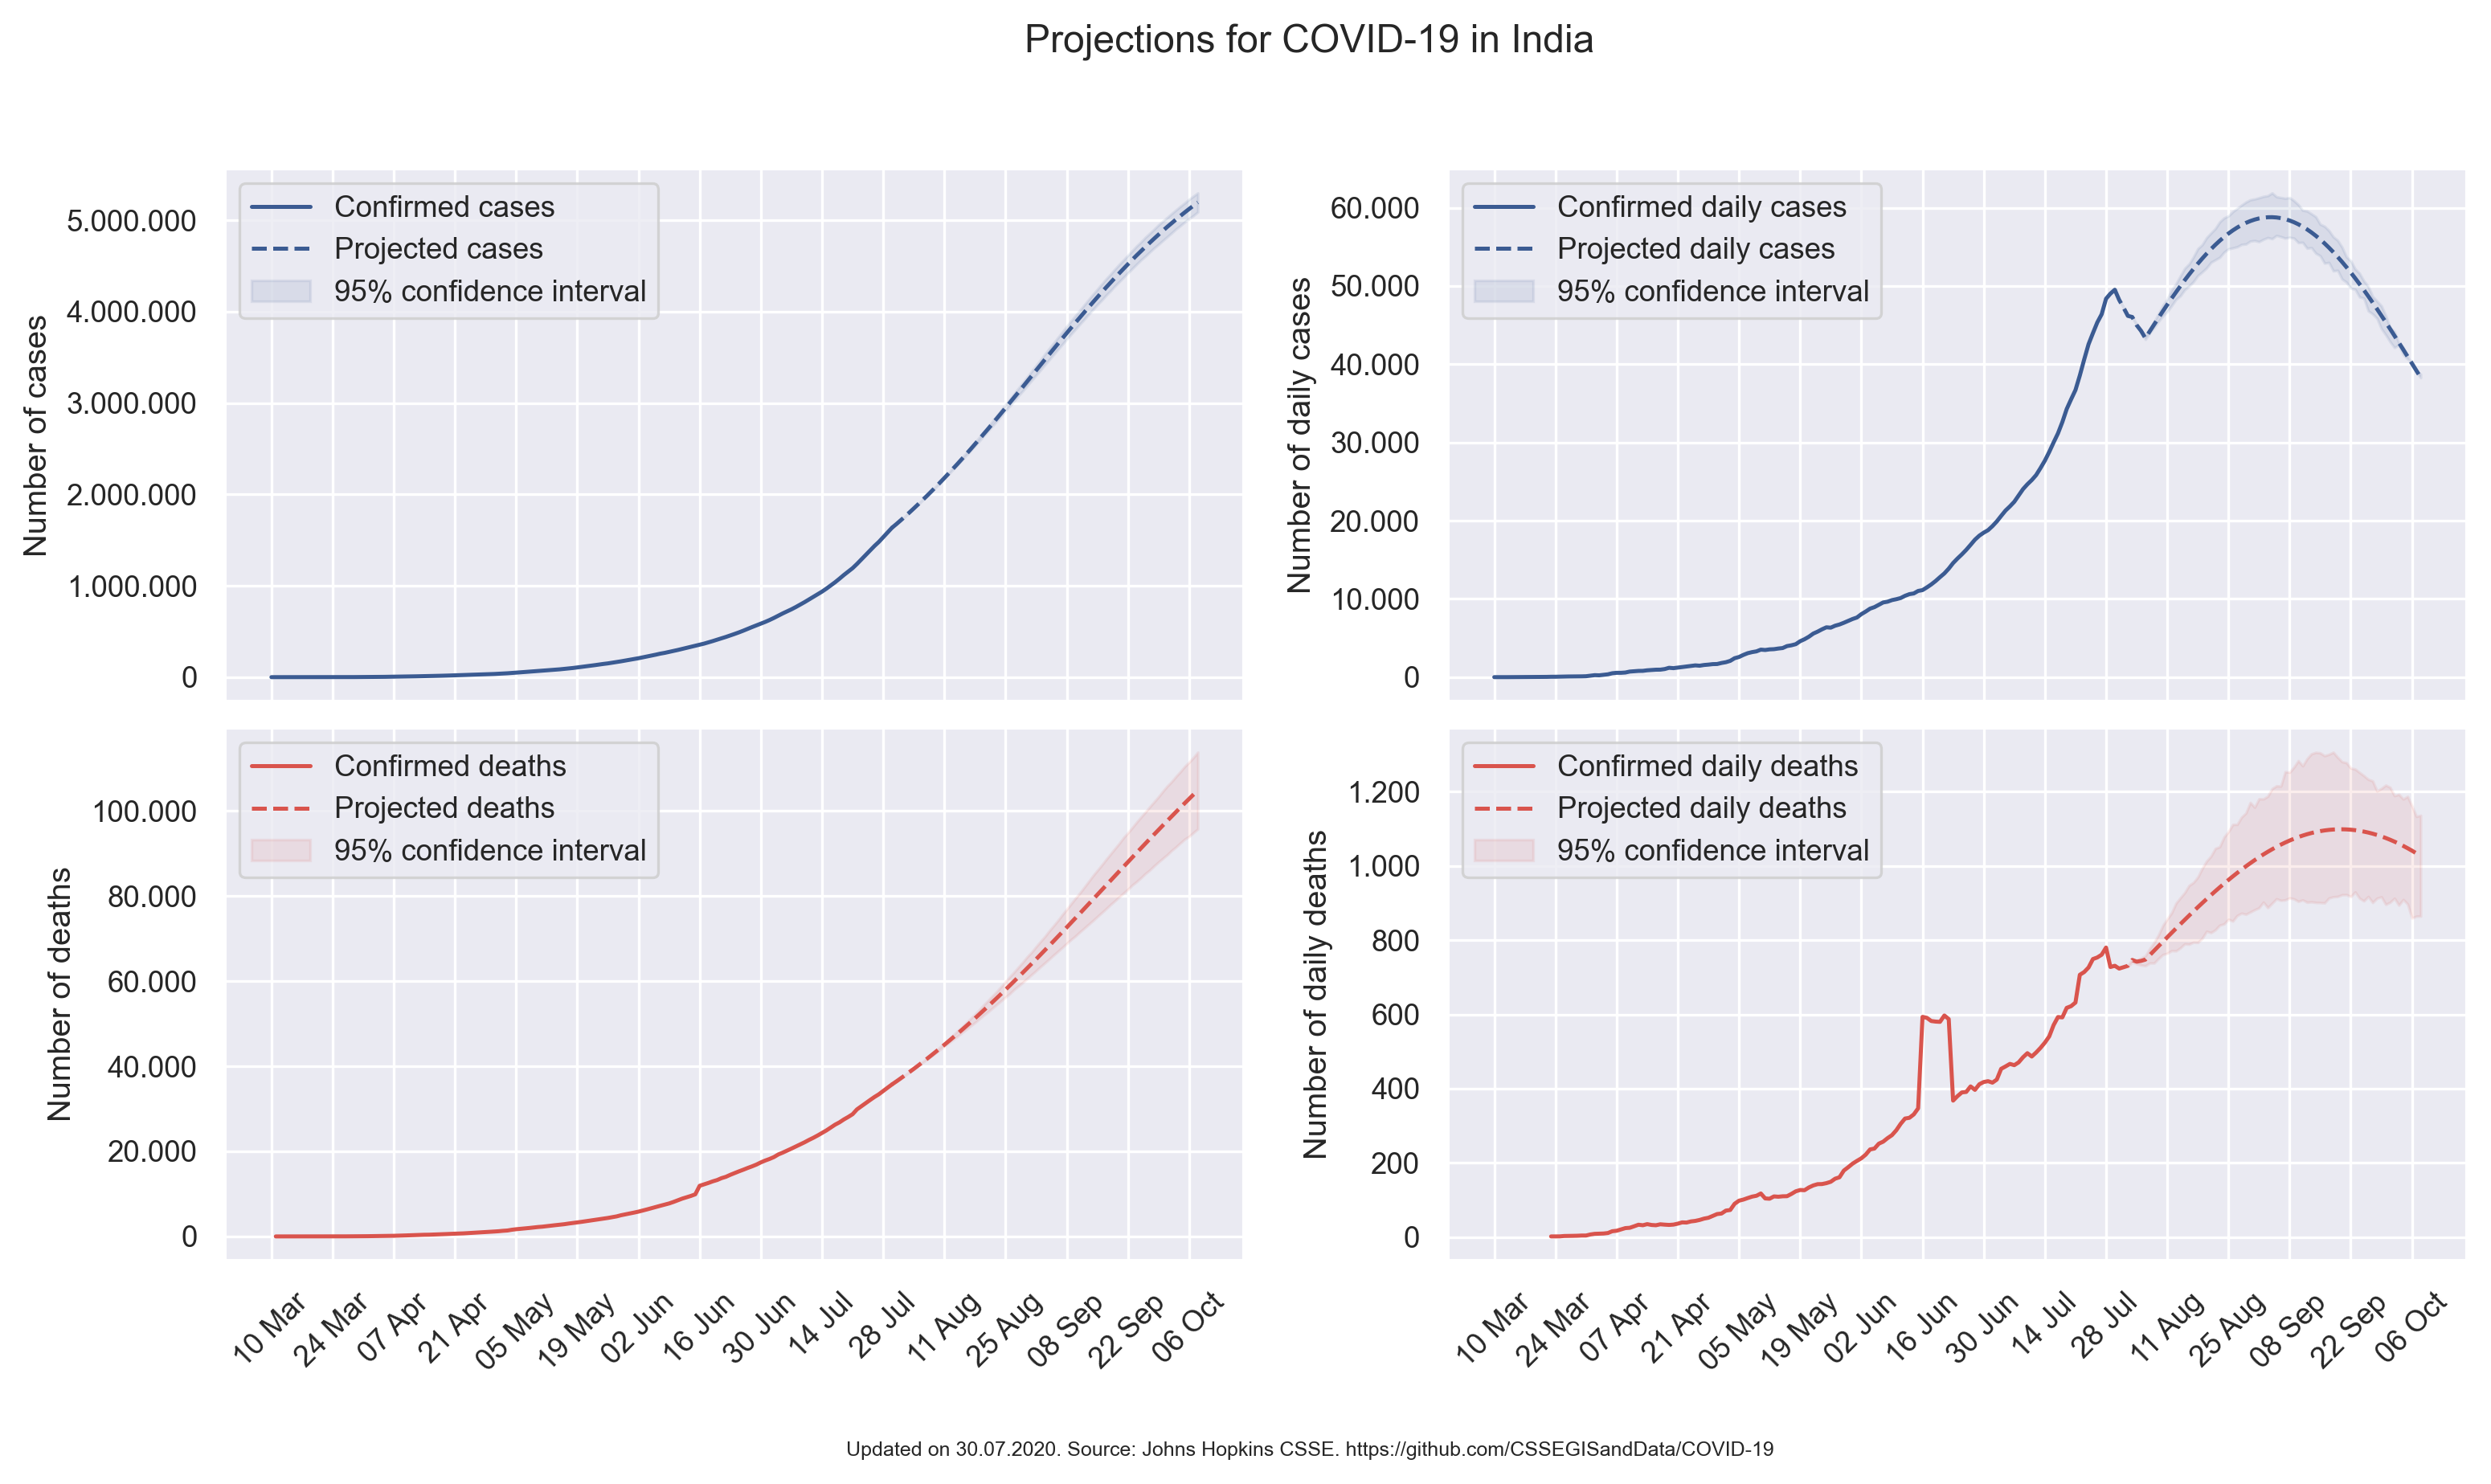 Projections for COVID-19 in India
Number of cases
5.000.000
4.000.000
3.000.000
2.000.000
1.000.000
0
Confirmed cases
Projected cases
95% confidence interval
Number of daily cases
60.000
50.000
40.000
30.000
20.000
10.000
0
Confirmed daily cases
Projected daily cases
95% confidence interval
Number of deaths
100.000
80.000
60.000
40.000
20.000
0
Confirmed deaths
Projected deaths
95% confidence interval
10 Mar
24 Mar
07 Apr
21 Apr
05 May
19 May
02 Jun
16 Jun
30 Jun
14 Jul
28 Jul
11 Aug
25 Aug
08 Sep
22 Sep
06 Oct
Number of daily deaths
1.200
1.000
800
600
400
200
0
Confirmed daily deaths
Projected daily deaths
95% confidence interval
10 Mar
24 Mar
07 Apr
21 Apr
05 May
19 May
02 Jun
16 Jun
30 Jun
14 Jul
28 Jul
11 Aug
25 Aug
08 Sep
22 Sep
06 Oct
Updated on 30.07.2020. Source: Johns Hopkins CSSE. https://github.com/CSSEGISandData/COVID-19